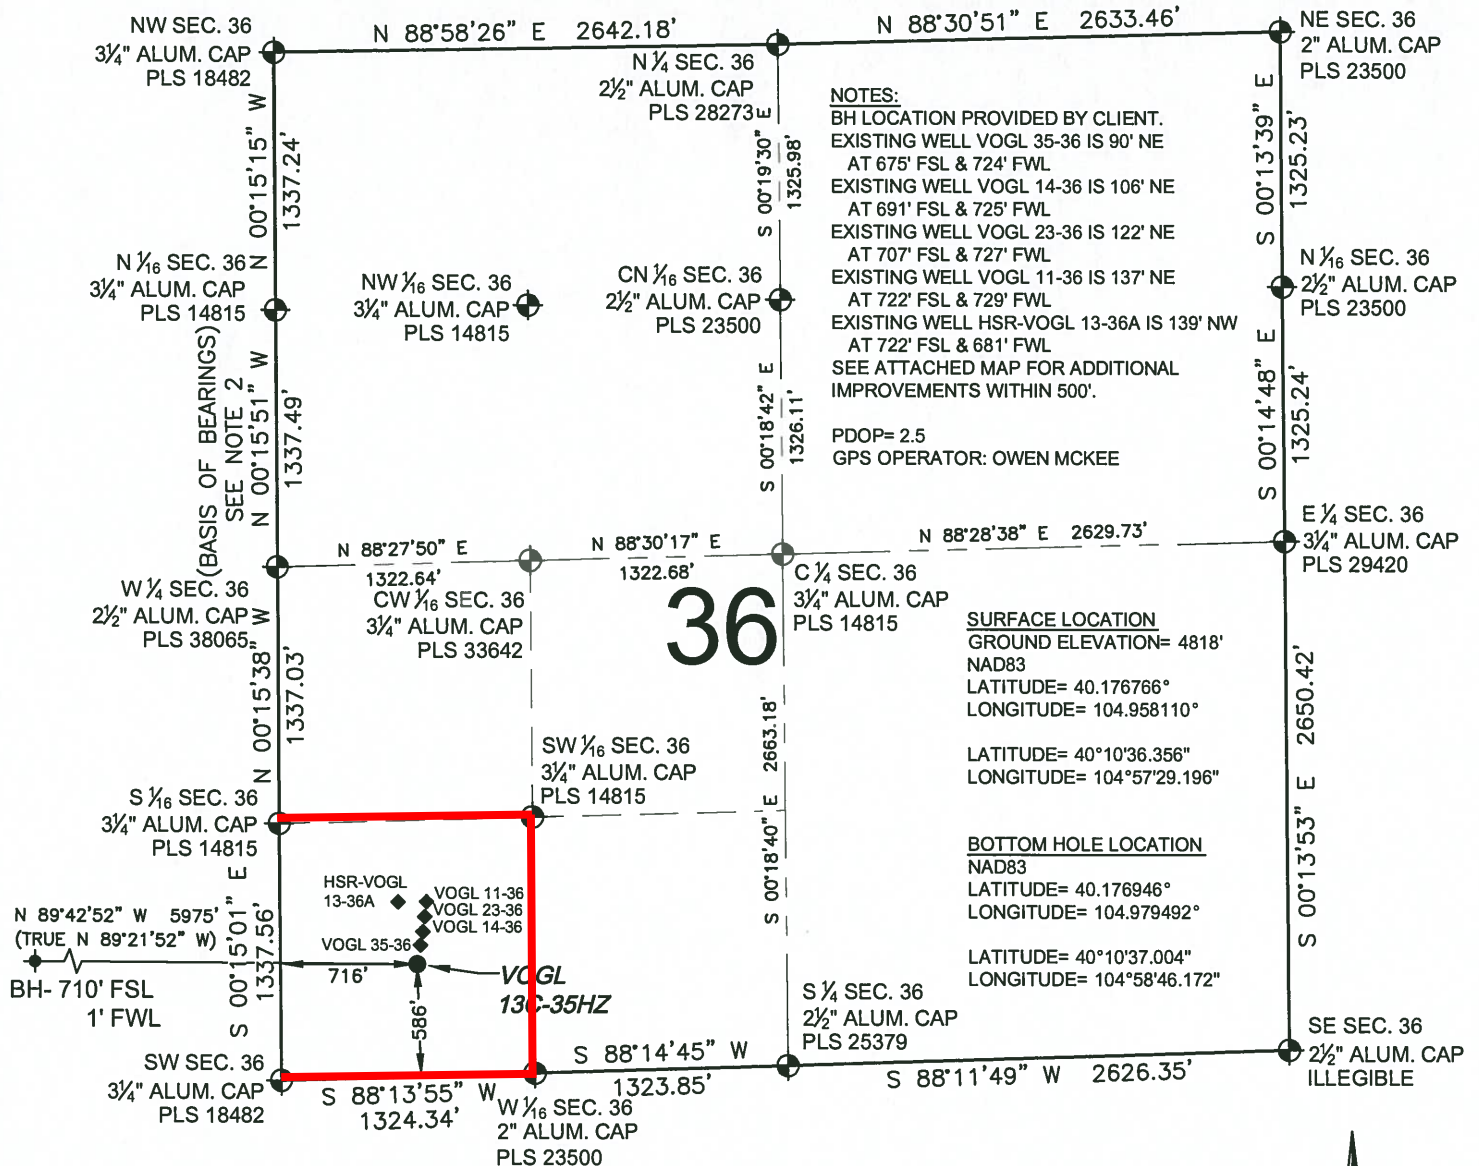 NW SEC. 36
3¼" ALUM. CAP
PLS 18482
N 88°58'26" E 2642.18'
N ¼ SEC. 36
2½" ALUM. CAP
PLS 28273
N 88°30'51" E 2633.46'
NE SEC. 36
2" ALUM. CAP
PLS 23500
N 00°15'15" W
1337.24'
S 00°19'30" E
1325.98'
NOTES:
BH LOCATION PROVIDED BY CLIENT.
EXISTING WELL VOGL 35-36 IS 90' NE
AT 675' FSL & 724' FWL
EXISTING WELL VOGL 14-36 IS 106' NE
AT 691' FSL & 725' FWL
EXISTING WELL VOGL 23-36 IS 122' NE
AT 707' FSL & 727' FWL
EXISTING WELL VOGL 11-36 IS 137' NE
AT 722' FSL & 729' FWL
EXISTING WELL HSR-VOGL 13-36A IS 139' NW
AT 722' FSL & 681' FWL
SEE ATTACHED MAP FOR ADDITIONAL
IMPROVEMENTS WITHIN 500'.
PDOP= 2.5
GPS OPERATOR: OWEN MCKEE
S 00°13'39" E
1325.23'
N 1⁄16 SEC. 36
3¼" ALUM. CAP
PLS 14815
NW 1⁄16 SEC. 36
3¼" ALUM. CAP
PLS 14815
CN 1⁄16 SEC. 36
2½" ALUM. CAP
PLS 23500
N 1⁄16 SEC. 36
2½" ALUM. CAP
PLS 23500
(BASIS OF BEARINGS)
SEE NOTE 2
N 00°15'51" W
1337.49'
S 00°18'42" E
1326.11'
S 00°14'48" E
1325.24'
W ¼ SEC. 36
2½" ALUM. CAP
PLS 38065
N 88°27'50" E
1322.64'
CW 1⁄16 SEC. 36
3¼" ALUM. CAP
PLS 33642
N 88°30'17" E
1322.68'
C ¼ SEC. 36
3¼" ALUM. CAP
PLS 14815
N 88°28'38" E 2629.73'
E ¼ SEC. 36
3¼" ALUM. CAP
PLS 29420
36
N 00°15'38" W
1337.03'
S 00°18'40" E 2663.18'
SURFACE LOCATION
GROUND ELEVATION= 4818'
NAD83
LATITUDE= 40.176766°
LONGITUDE= 104.958110°
LATITUDE= 40°10'36.356"
LONGITUDE= 104°57'29.196"
BOTTOM HOLE LOCATION
NAD83
LATITUDE= 40.176946°
LONGITUDE= 104.979492°
LATITUDE= 40°10'37.004"
LONGITUDE= 104°58'46.172"
S 00°13'53" E 2650.42'
S 1⁄16 SEC. 36
3¼" ALUM. CAP
PLS 14815
SW 1⁄16 SEC. 36
3¼" ALUM. CAP
PLS 14815
S 00°15'01" E
1337.56'
HSR-VOGL
13-36A
VOGL 11-36
VOGL 23-36
VOGL 14-36
VOGL 35-36
N 89°42'52" W 5975'
(TRUE N 89°21'52" W)
BH- 710' FSL
1' FWL
716'
586'
VOGL
13C-35HZ
SW SEC. 36
3¼" ALUM. CAP
PLS 18482
S 88°13'55" W
1324.34'
W 1⁄16 SEC. 36
2" ALUM. CAP
PLS 23500
S 88°14'45" W
1323.85'
S ¼ SEC. 36
2½" ALUM. CAP
PLS 25379
S 88°11'49" W 2626.35'
SE SEC. 36
2½" ALUM. CAP
ILLEGIBLE